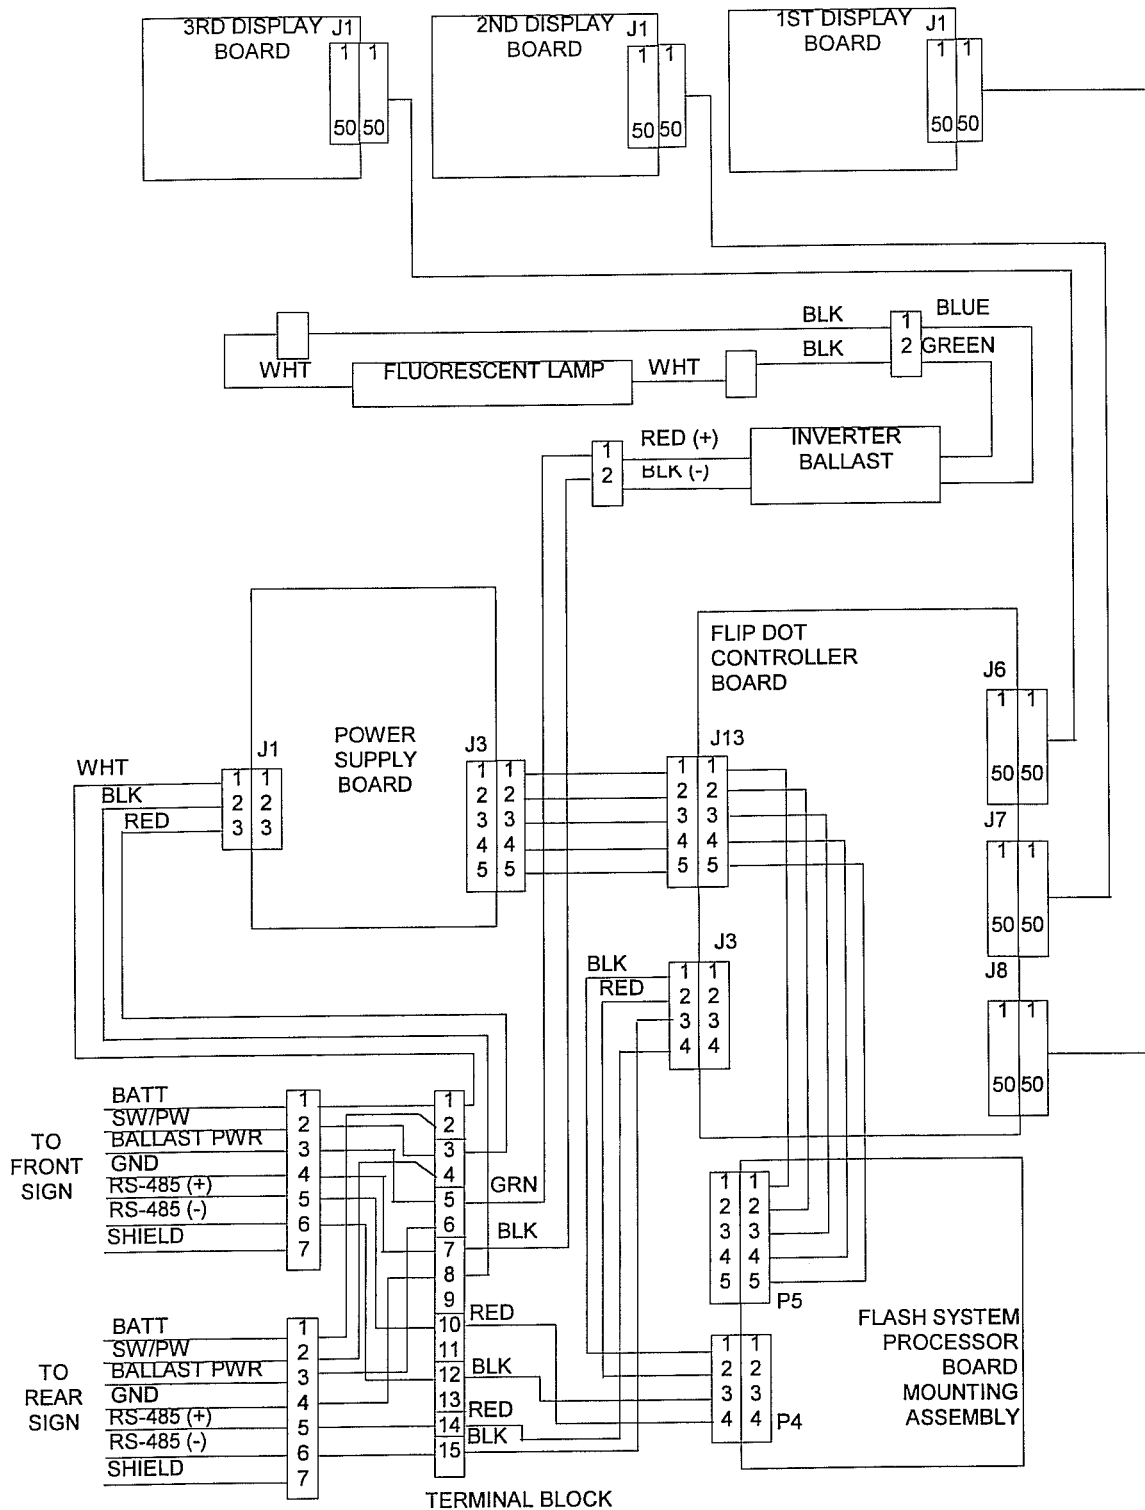 3RD DISPLAY
BOARD
J1
1 1
50 50
2ND DISPLAY
BOARD
J1
1 1
50 50
1ST DISPLAY
BOARD
J1
1 1
50 50
BLK
1
BLUE
WHT
FLUORESCENT LAMP
WHT
BLK
2
GREEN
1
RED (+)
2
BLK (-)
INVERTER
BALLAST
POWER
SUPPLY
BOARD
J1
WHT
1 1
BLK
2 2
RED
3 3
J3
1 1
2 2
3 3
4 4
5 5
FLIP DOT
CONTROLLER
BOARD
J13
1 1
2 2
3 3
4 4
5 5
J6
1 1
50 50
J7
1 1
50 50
J8
1 1
50 50
J3
BLK
1 1
RED
2 2
3 3
4 4
TO
FRONT
SIGN
BATT
1
SW/PW
2
BALLAST PWR
3
GND
4
RS-485 (+)
5
RS-485 (-)
6
SHIELD
7
TO
REAR
SIGN
BATT
1
SW/PW
2
BALLAST PWR
3
GND
4
RS-485 (+)
5
RS-485 (-)
6
SHIELD
7
1
2
3
4
5
GRN
6
7
BLK
8
9
10
RED
11
12
BLK
13
14
RED
15
BLK
TERMINAL BLOCK
1 1
2 2
3 3
4 4
5 5
P5
1 1
2 2
3 3
4 4
P4
FLASH SYSTEM
PROCESSOR
BOARD
MOUNTING
ASSEMBLY